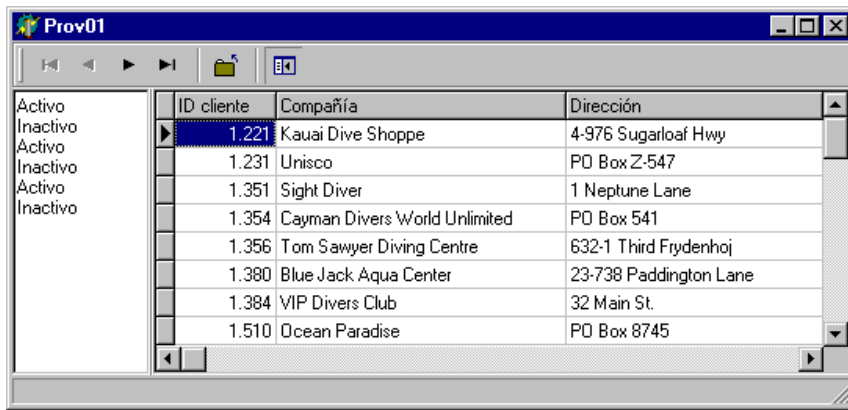 Prov01
Activo
Inactivo
Activo
Inactivo
Activo
Inactivo
ID cliente Compañía Dirección
1.221 Kauai Dive Shoppe 4-976 Sugarloaf Hwy
1.231 Unisco PO Box Z-547
1.351 Sight Diver 1 Neptune Lane
1.354 Cayman Divers World Unlimited PO Box 541
1.356 Tom Sawyer Diving Centre 632-1 Third Frydenhoj
1.380 Blue Jack Aqua Center 23-738 Paddington Lane
1.384 VIP Divers Club 32 Main St.
1.510 Ocean Paradise PO Box 8745